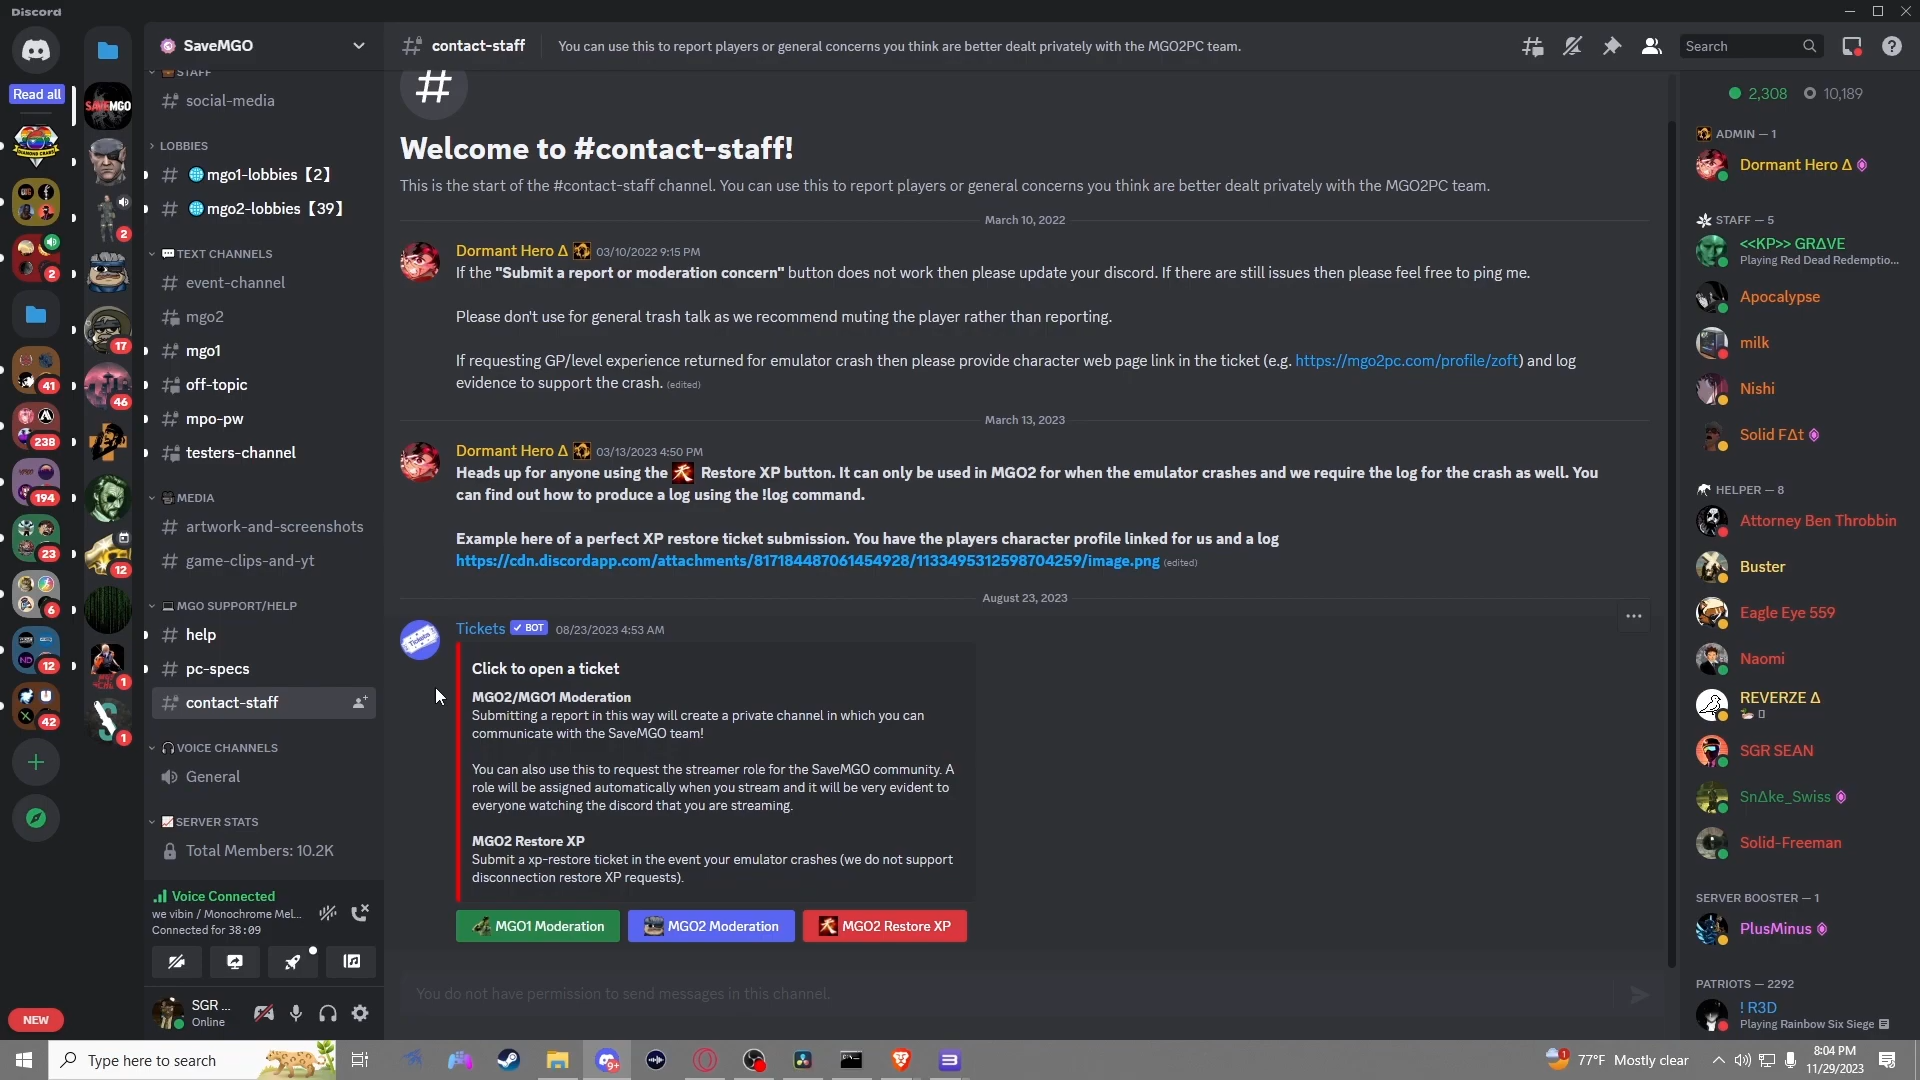 Discord
SaveMGO
contact-staff
You can use this to report players or general concerns you think are better dealt privately with the MGO2PC team.
Search
Read all
2
41
238
194
23
6
12
42
NEW
SAVEMGO
2
17
46
12
1
1
STAFF
social-media
LOBBIES
mgo1-lobbies【2】
mgo2-lobbies【39】
TEXT CHANNELS
event-channel
mgo2
mgo1
off-topic
mpo-pw
testers-channel
MEDIA
artwork-and-screenshots
game-clips-and-yt
MGO SUPPORT/HELP
help
pc-specs
contact-staff
VOICE CHANNELS
General
SERVER STATS
Total Members: 10.2K
Voice Connected
we vibin / Monochrome Mel...
Connected for 38:09
SGR ...
Online
Welcome to #contact-staff!
This is the start of the #contact-staff channel. You can use this to report players or general concerns you think are better dealt privately with the MGO2PC team.
March 10, 2022
Dormant Hero Δ 03/10/2022 9:15 PM
If the "Submit a report or moderation concern" button does not work then please update your discord. If there are still issues then please feel free to ping me.
Please don't use for general trash talk as we recommend muting the player rather than reporting.
If requesting GP/level experience returned for emulator crash then please provide character web page link in the ticket (e.g. https://mgo2pc.com/profile/zoft) and log
evidence to support the crash. (edited)
March 13, 2023
Dormant Hero Δ 03/13/2023 4:50 PM
Heads up for anyone using the Restore XP button. It can only be used in MGO2 for when the emulator crashes and we require the log for the crash as well. You
can find out how to produce a log using the !log command.
Example here of a perfect XP restore ticket submission. You have the players character profile linked for us and a log
https://cdn.discordapp.com/attachments/817184487061454928/1133495312598704259/image.png (edited)
August 23, 2023
Tickets ✓ BOT 08/23/2023 4:53 AM
Click to open a ticket
MGO2/MGO1 Moderation
Submitting a report in this way will create a private channel in which you can
communicate with the SaveMGO team!
You can also use this to request the streamer role for the SaveMGO community. A
role will be assigned automatically when you stream and it will be very evident to
everyone watching the discord that you are streaming.
MGO2 Restore XP
Submit a xp-restore ticket in the event your emulator crashes (we do not support
disconnection restore XP requests).
MGO1 Moderation
MGO2 Moderation
MGO2 Restore XP
You do not have permission to send messages in this channel.
2,308 10,189
ADMIN — 1
Dormant Hero Δ
STAFF — 5
<<KP>> GRΔVE
Playing Red Dead Redemptio...
Apocalypse
milk
Nishi
Solid FΔt
HELPER — 8
Attorney Ben Throbbin
Buster
Eagle Eye 559
Naomi
REVERZE Δ
SGR SEAN
SnΔke_Swiss
Solid-Freeman
SERVER BOOSTER — 1
PlusMinus
PATRIOTS — 2292
! R3D
Playing Rainbow Six Siege
Type here to search
9+
1
77°F Mostly clear
8:04 PM
11/29/2023